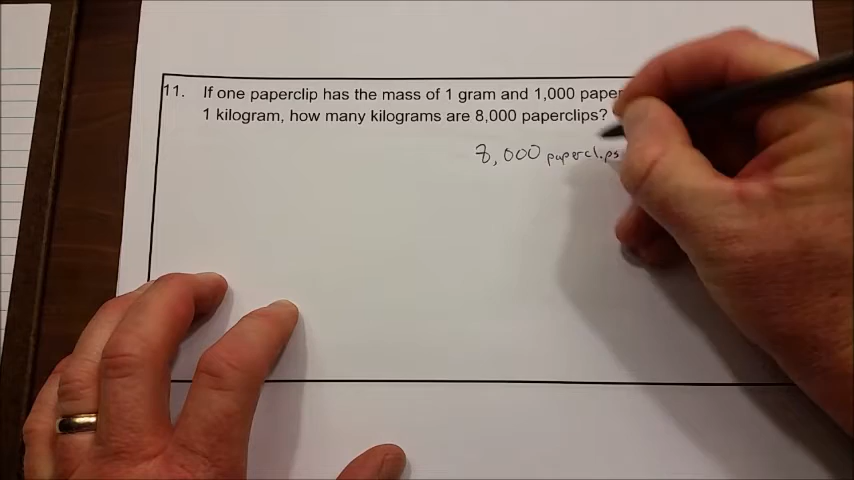 11. If one paperclip has the mass of 1 gram and 1,000
1 kilogram, how many kilograms are 8,000 paperclips?
8,000 paperclips